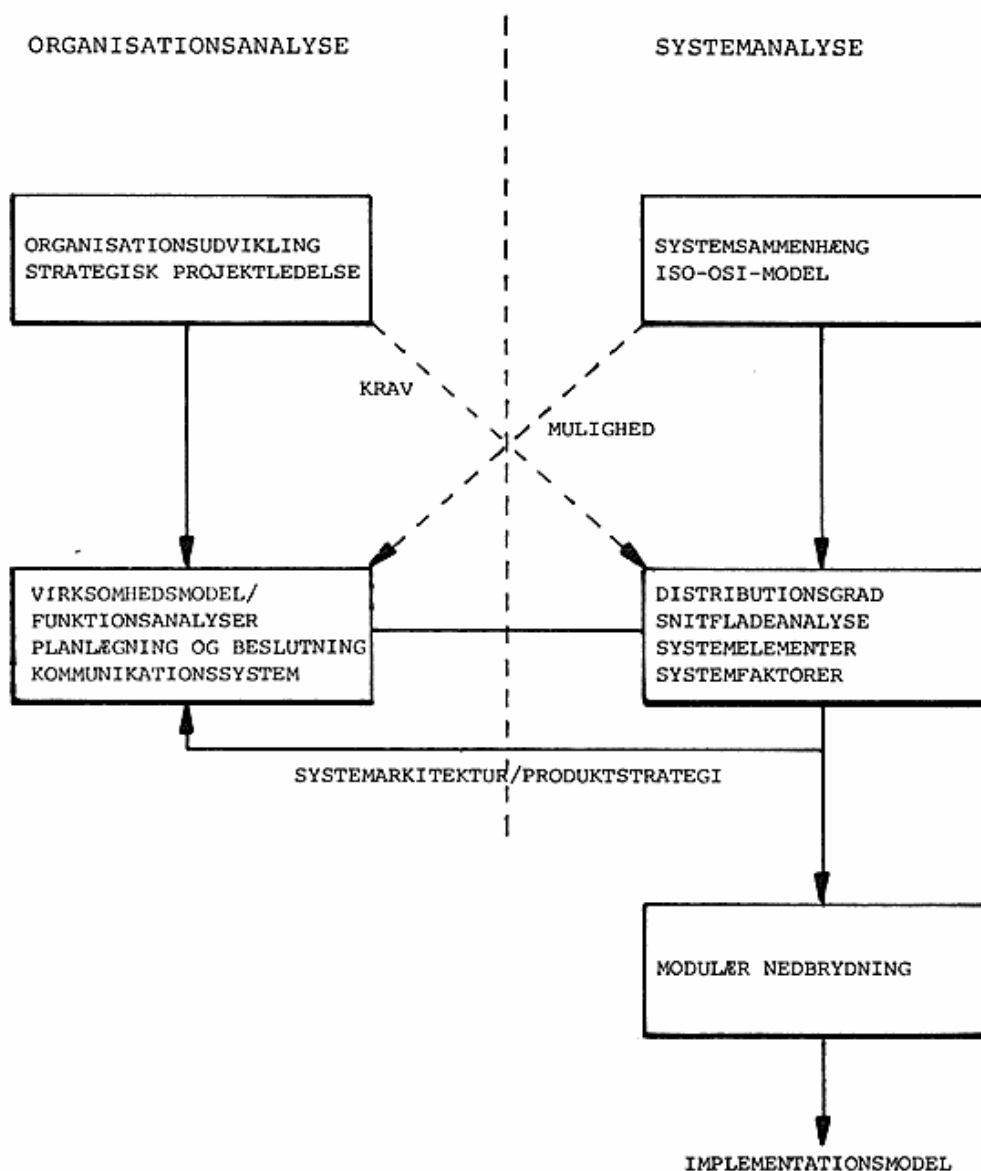 ORGANISATIONSANALYSE
SYSTEMANALYSE
ORGANISATIONSUDVIKLING
STRATEGISK PROJEKTLEDELSE
SYSTEMSAMMENHÆNG
ISO-OSI-MODEL
KRAV
MULIGHED
VIRKSOMHEDSMODEL/
FUNKTIONSANALYSER
PLANLÆGNING OG BESLUTNING
KOMMUNIKATIONSSYSTEM
DISTRIBUTIONSGRAD
SNITFLADEANALYSE
SYSTEMELEMENTER
SYSTEMFAKTORER
SYSTEMARKITEKTUR/PRODUKTSTRATEGI
MODULÆR NEDBRYDNING
IMPLEMENTATIONSMODEL